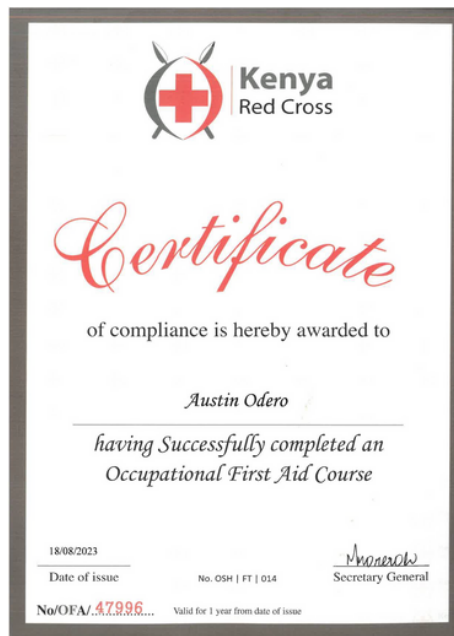 Kenya
Red Cross
Certificate
of compliance is hereby awarded to
Austin Odero
having Successfully completed an
Occupational First Aid Course
18/08/2023
Date of issue
No. OSH | FT | 014
Secretary General
No/OFA/ 47996
Valid for 1 year from date of issue